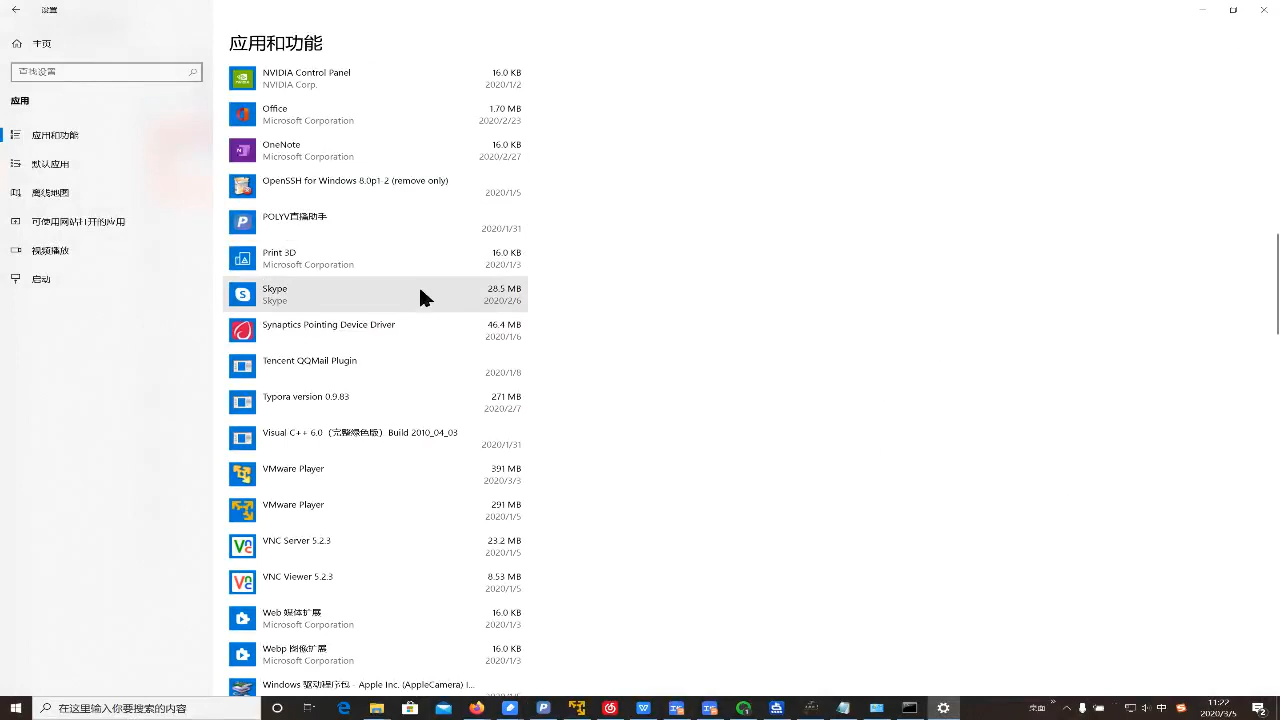 设置
主页
查找设置
应用
应用和功能
默认应用
离线地图
可使用网站打开的应用
视频播放
启动
应用和功能
NVIDIA Control Panel 16.0 KB
NVIDIA Corp. 2020/1/2
Office 1.70 MB
Microsoft Corporation 2020/2/23
OneNote 16.0 KB
Microsoft Corporation 2020/2/27
OpenSSH for Windows 8.0p1-2 (remove only)
2020/1/5
POLYV直播助手
2020/1/31
Print 3D 16.0 KB
Microsoft Corporation 2020/1/3
Skype 28.5 MB
Skype 2020/2/6
Synaptics Pointing Device Driver 46.4 MB
2020/1/6
Tencent QQMail Plugin
2020/1/8
Typora version 0.9.83 271 MB
2020/2/7
Visual C++ 6.0（完整绿色版）Build 2010_04_03
2020/1/31
VMware Player 391 MB
2020/3/3
VMware Player 291 MB
2020/1/5
VNC Server 5.2.3 23.2 MB
2020/1/5
VNC Viewer 5.2.3 8.53 MB
2020/1/5
Web 媒体扩展 16.0 KB
Microsoft Corporation 2020/1/3
Webp 图像扩展 16.0 KB
Microsoft Corporation 2020/1/3
Windows 驱动程序包 - Apple Inc. (AppleCamera) I...
在这里输入你要搜索的内容
桌面 » 中 11:22